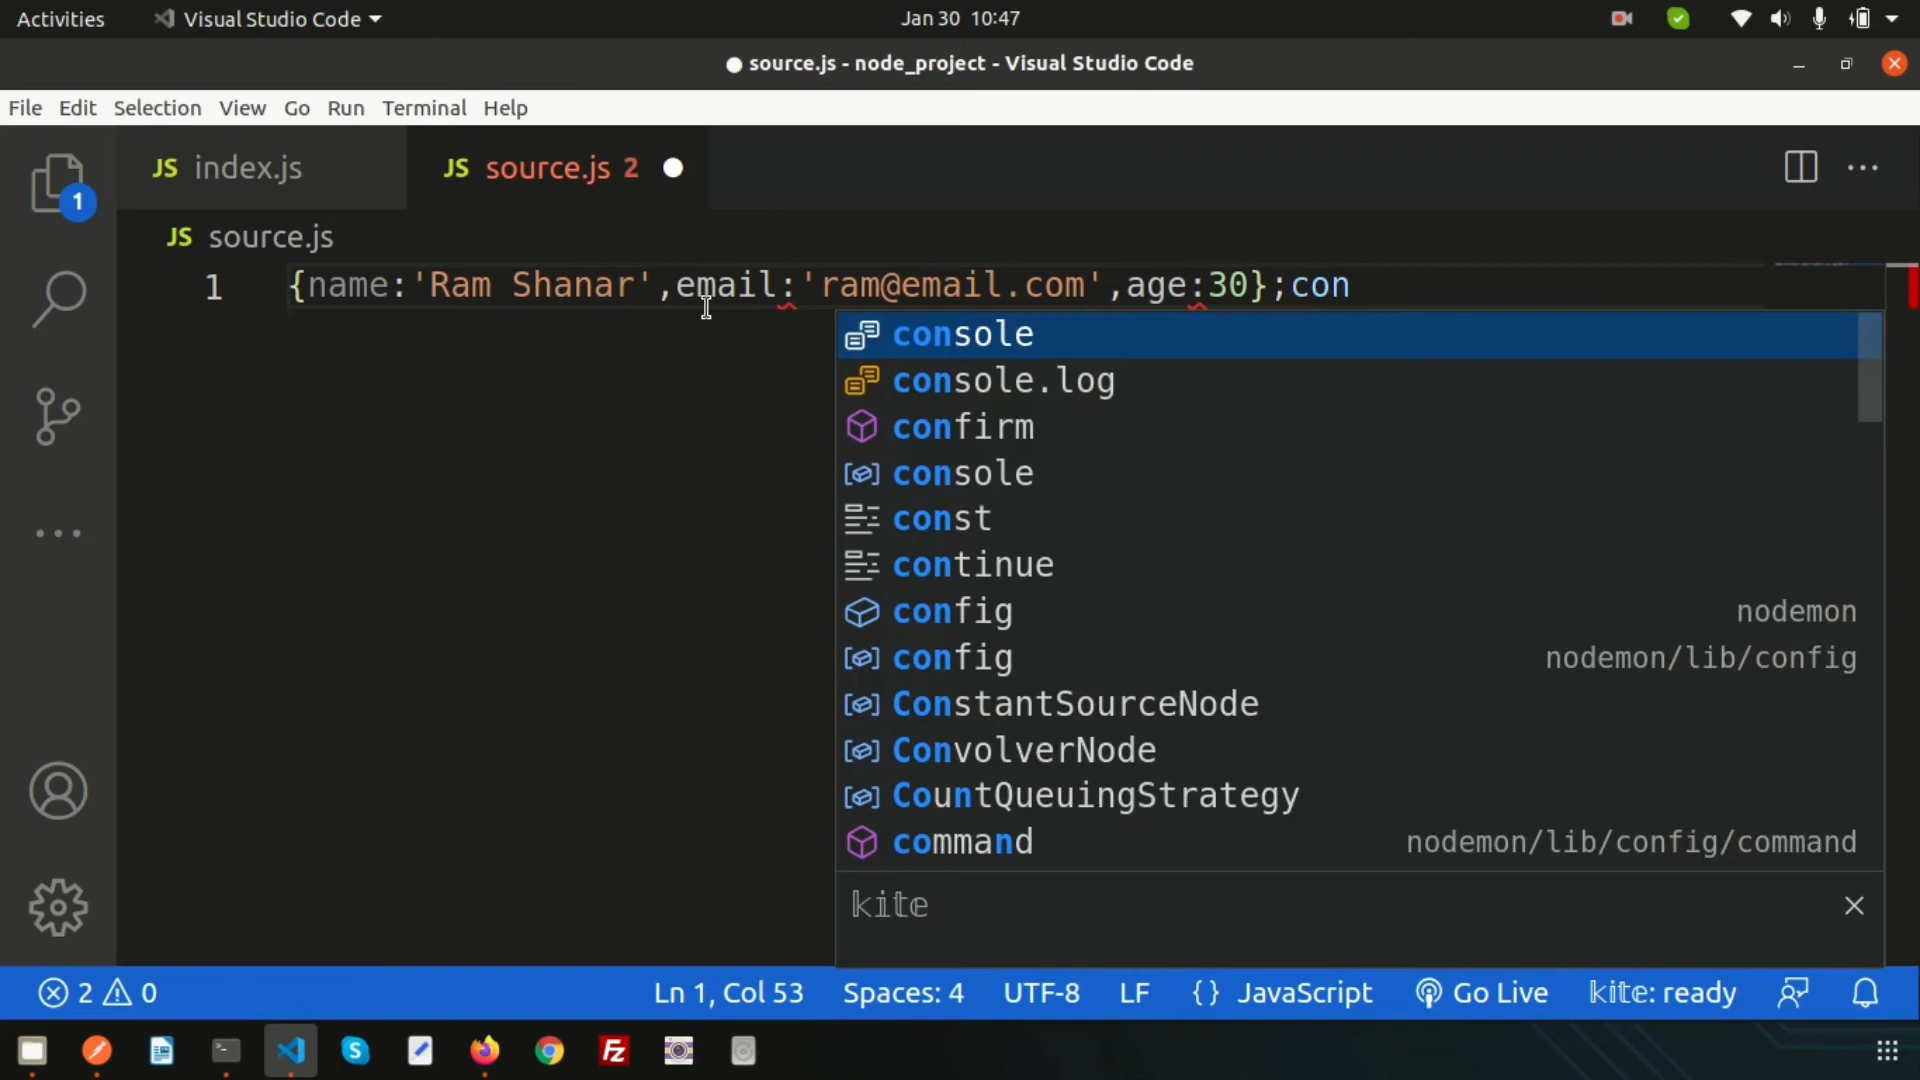 Activities Visual Studio Code Jan 30 10:47
source.js - node_project - Visual Studio Code
File Edit Selection View Go Run Terminal Help
JS index.js JS source.js 2
1
JS source.js
1 {name:'Ram Shanar',email:'ram@email.com',age:30};con
console
console.log
confirm
console
const
continue
config nodemon
config nodemon/lib/config
ConstantSourceNode
ConvolverNode
CountQueuingStrategy
command nodemon/lib/config/command
kite
2 0 Ln 1, Col 53 Spaces: 4 UTF-8 LF {} JavaScript Go Live kite: ready